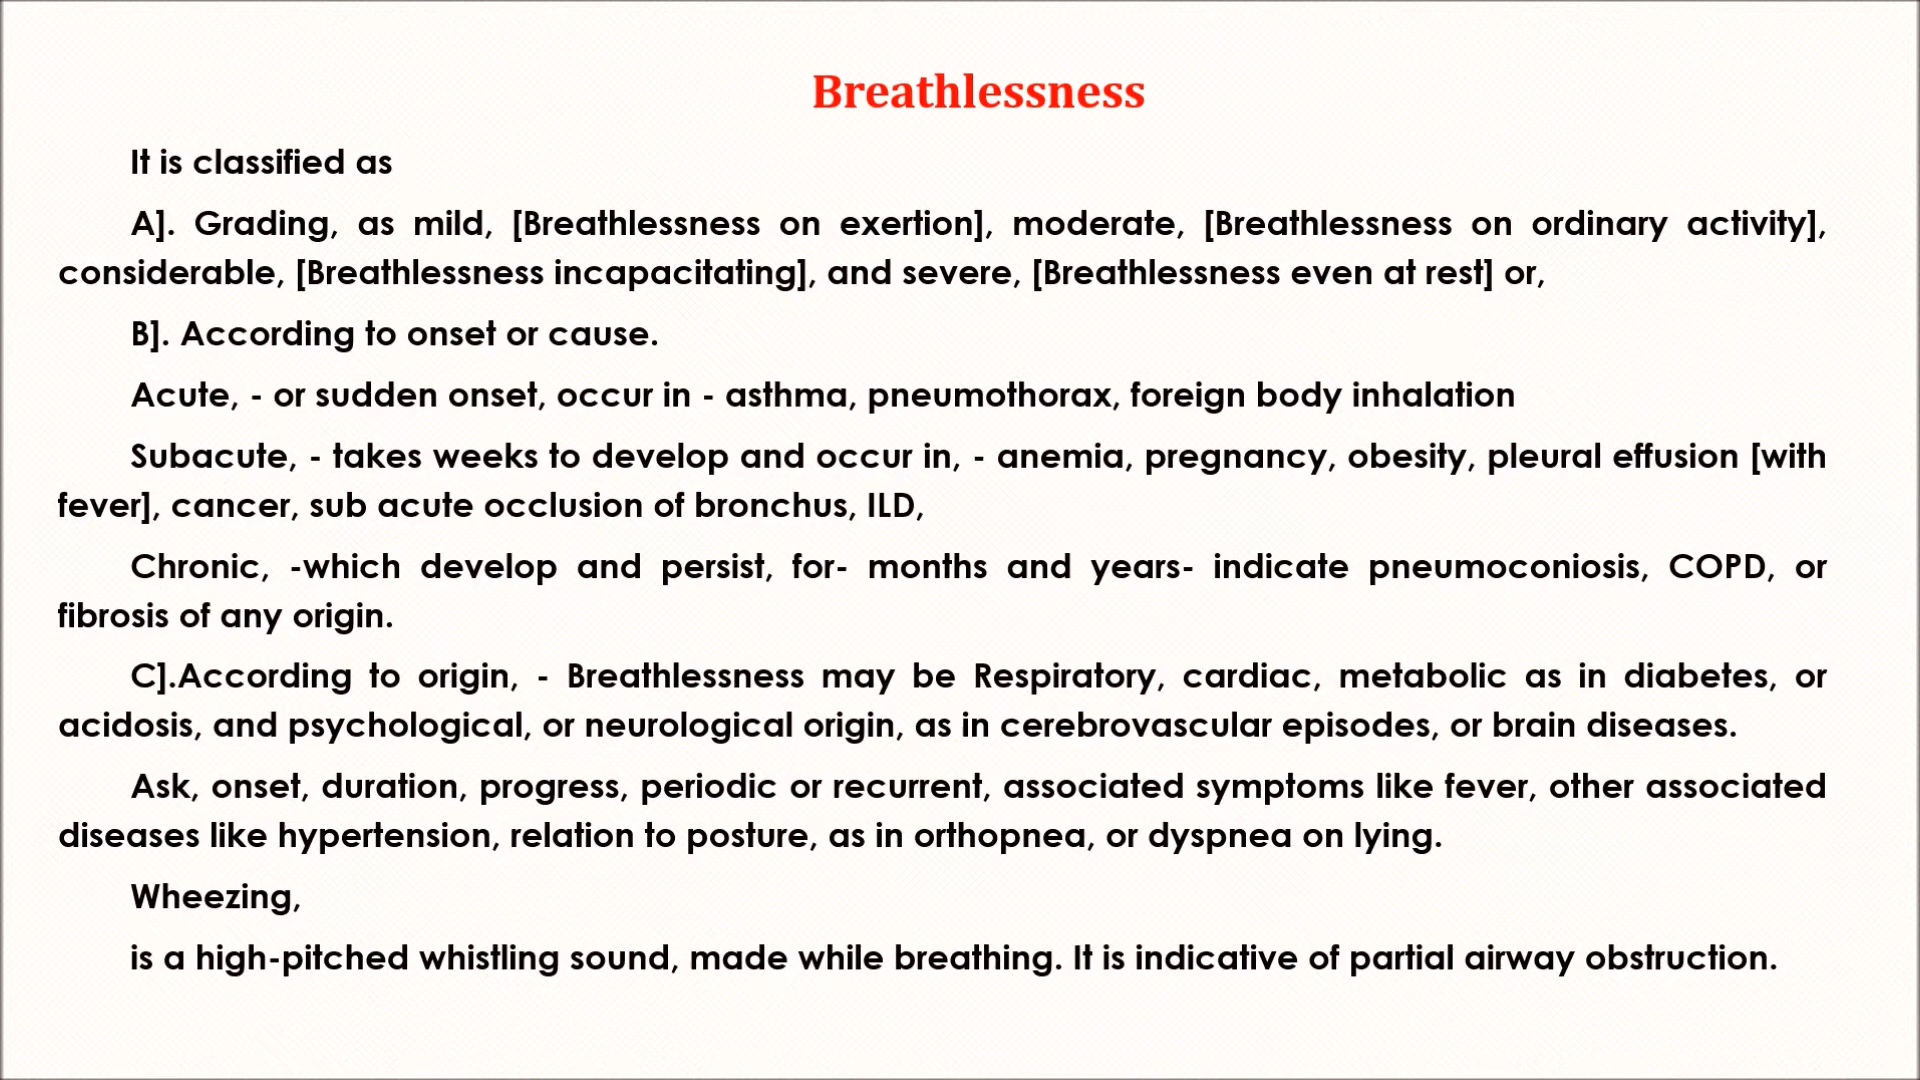 Breathlessness
It is classified as
A]. Grading, as mild, [Breathlessness on exertion], moderate, [Breathlessness on ordinary activity],
considerable, [Breathlessness incapacitating], and severe, [Breathlessness even at rest] or,
B]. According to onset or cause.
Acute, - or sudden onset, occur in - asthma, pneumothorax, foreign body inhalation
Subacute, - takes weeks to develop and occur in, - anemia, pregnancy, obesity, pleural effusion [with
fever], cancer, sub acute occlusion of bronchus, ILD,
Chronic, -which develop and persist, for- months and years- indicate pneumoconiosis, COPD, or
fibrosis of any origin.
C].According to origin, - Breathlessness may be Respiratory, cardiac, metabolic as in diabetes, or
acidosis, and psychological, or neurological origin, as in cerebrovascular episodes, or brain diseases.
Ask, onset, duration, progress, periodic or recurrent, associated symptoms like fever, other associated
diseases like hypertension, relation to posture, as in orthopnea, or dyspnea on lying.
Wheezing,
is a high-pitched whistling sound, made while breathing. It is indicative of partial airway obstruction.